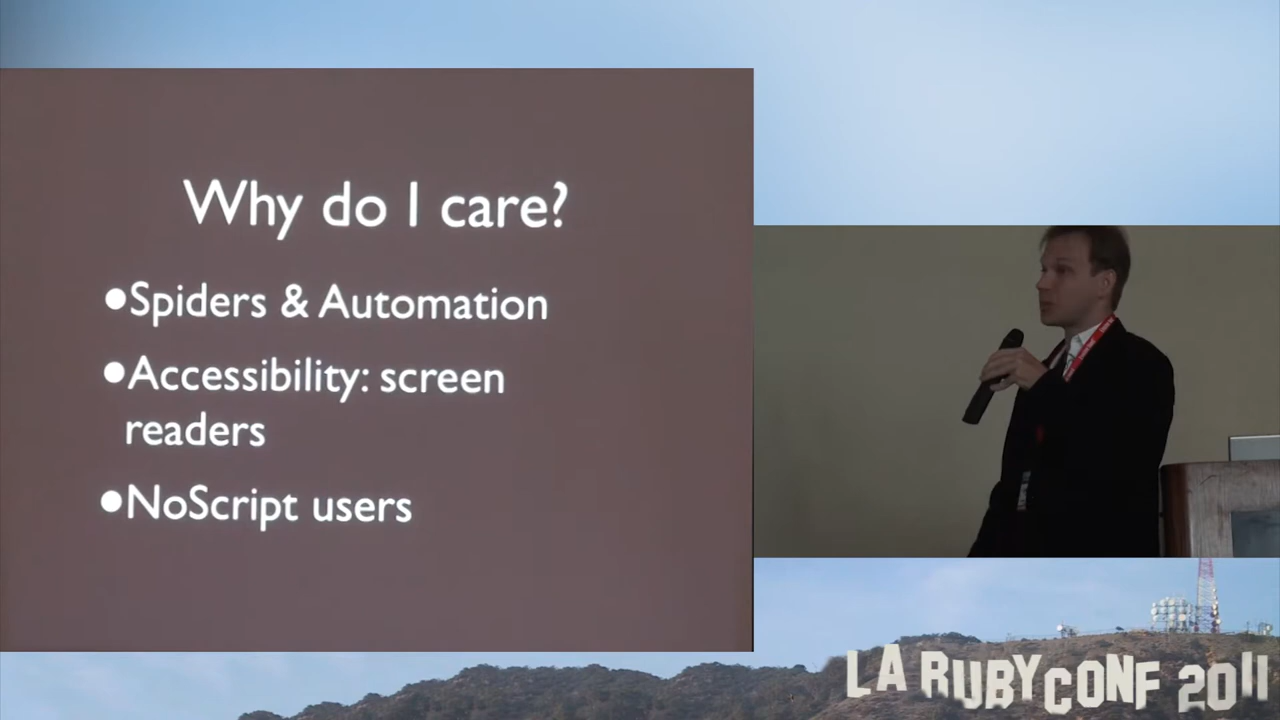 Why do I care?
•Spiders & Automation
•Accessibility: screen
readers
•NoScript users
LA RUBYCONF 2011